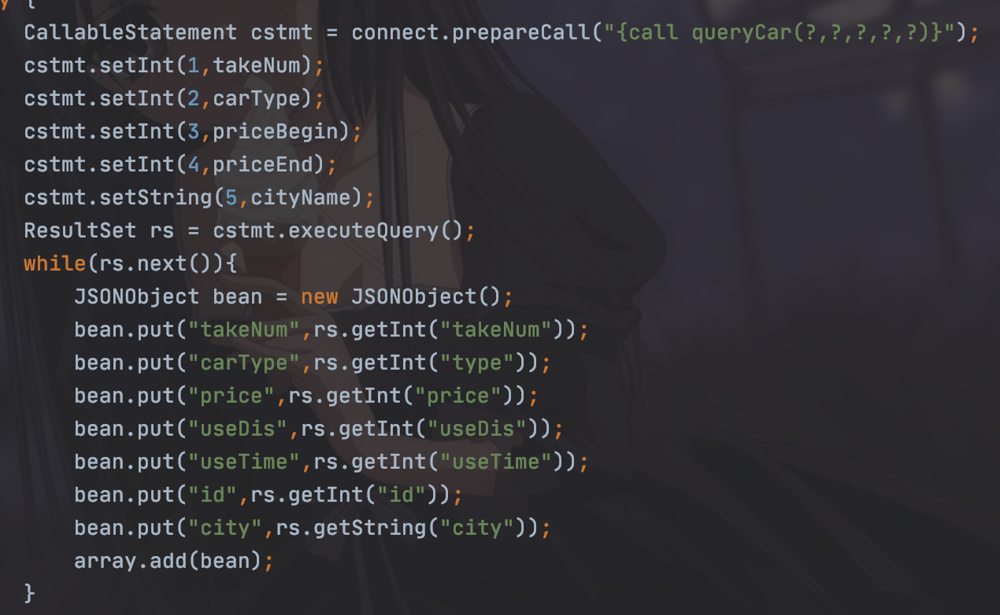 y {
CallableStatement cstmt = connect.prepareCall("{call queryCar(?,?,?,?,?)}");
cstmt.setInt(1,takeNum);
cstmt.setInt(2,carType);
cstmt.setInt(3,priceBegin);
cstmt.setInt(4,priceEnd);
cstmt.setString(5,cityName);
ResultSet rs = cstmt.executeQuery();
while(rs.next()){
    JSONObject bean = new JSONObject();
    bean.put("takeNum",rs.getInt("takeNum"));
    bean.put("carType",rs.getInt("type"));
    bean.put("price",rs.getInt("price"));
    bean.put("useDis",rs.getInt("useDis"));
    bean.put("useTime",rs.getInt("useTime"));
    bean.put("id",rs.getInt("id"));
    bean.put("city",rs.getString("city"));
    array.add(bean);
}